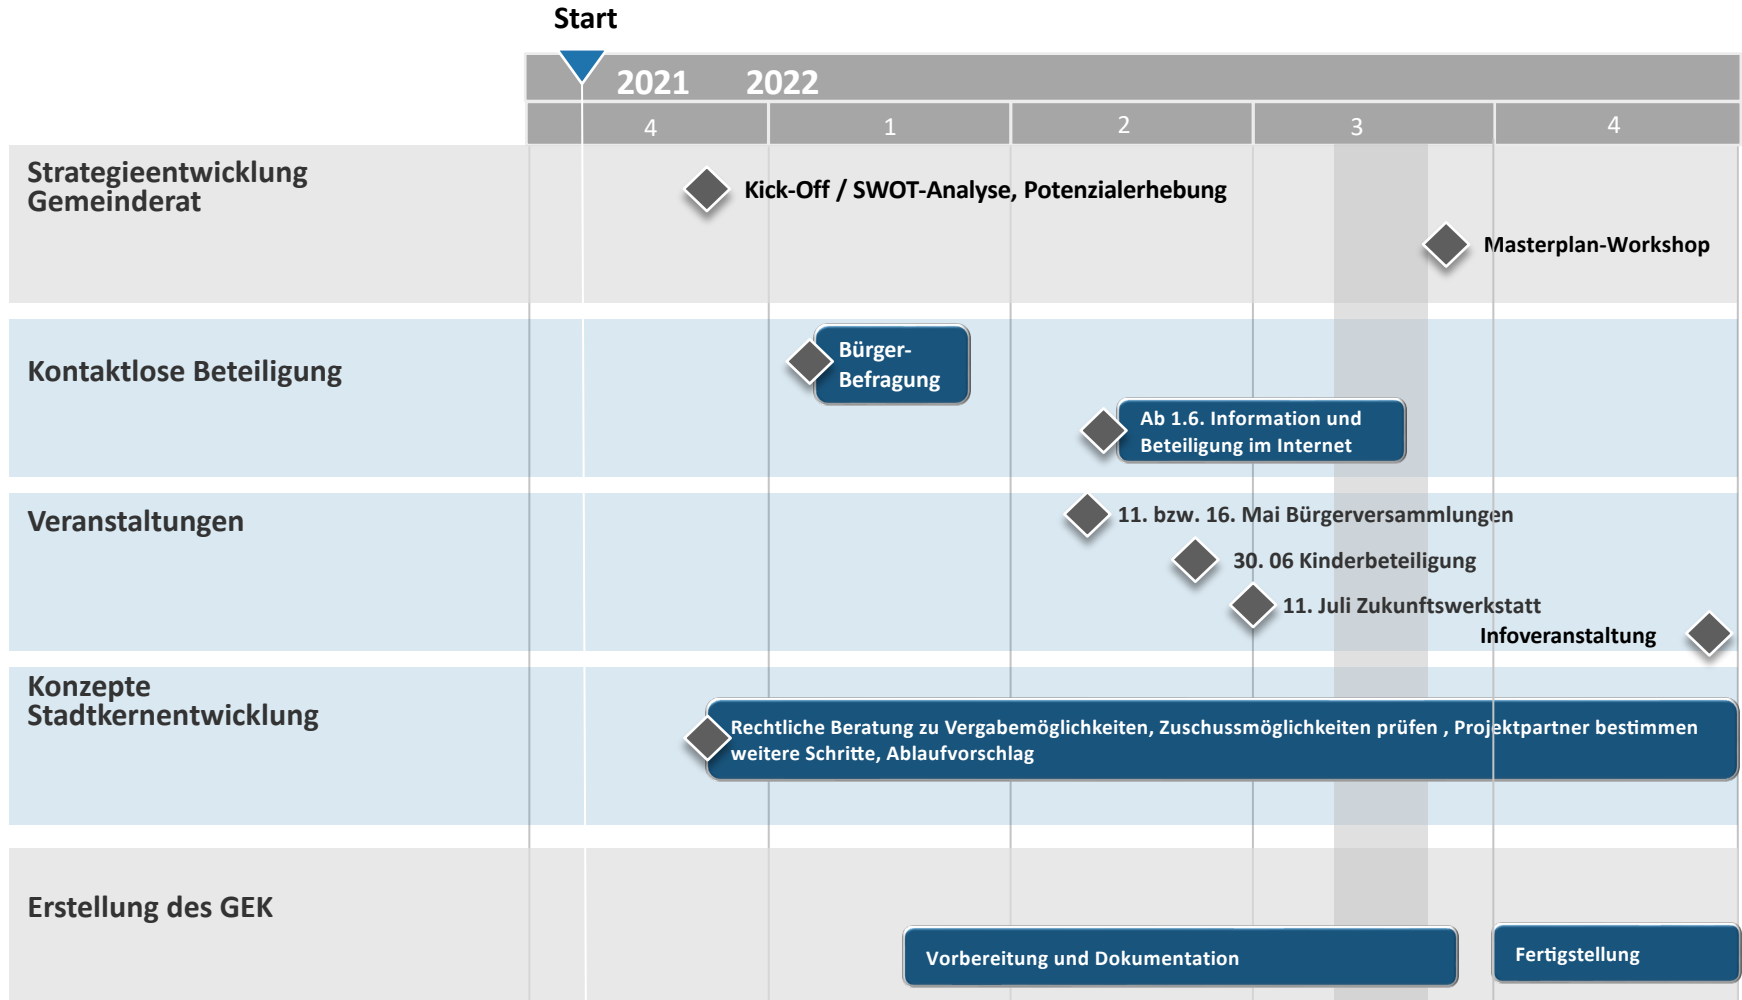 Start
2021 2022
4 1 2 3 4
Strategieentwicklung
Gemeinderat
Kick-Off / SWOT-Analyse, Potenzialerhebung
Masterplan-Workshop
Kontaktlose Beteiligung
Bürger-
Befragung
Ab 1.6. Information und
Beteiligung im Internet
Veranstaltungen
11. bzw. 16. Mai Bürgerversammlungen
30. 06 Kinderbeteiligung
11. Juli Zukunftswerkstatt
Infoveranstaltung
Konzepte
Stadtkernentwicklung
Rechtliche Beratung zu Vergabemöglichkeiten, Zuschussmöglichkeiten prüfen , Projektpartner bestimmen
weitere Schritte, Ablaufvorschlag
Erstellung des GEK
Vorbereitung und Dokumentation
Fertigstellung